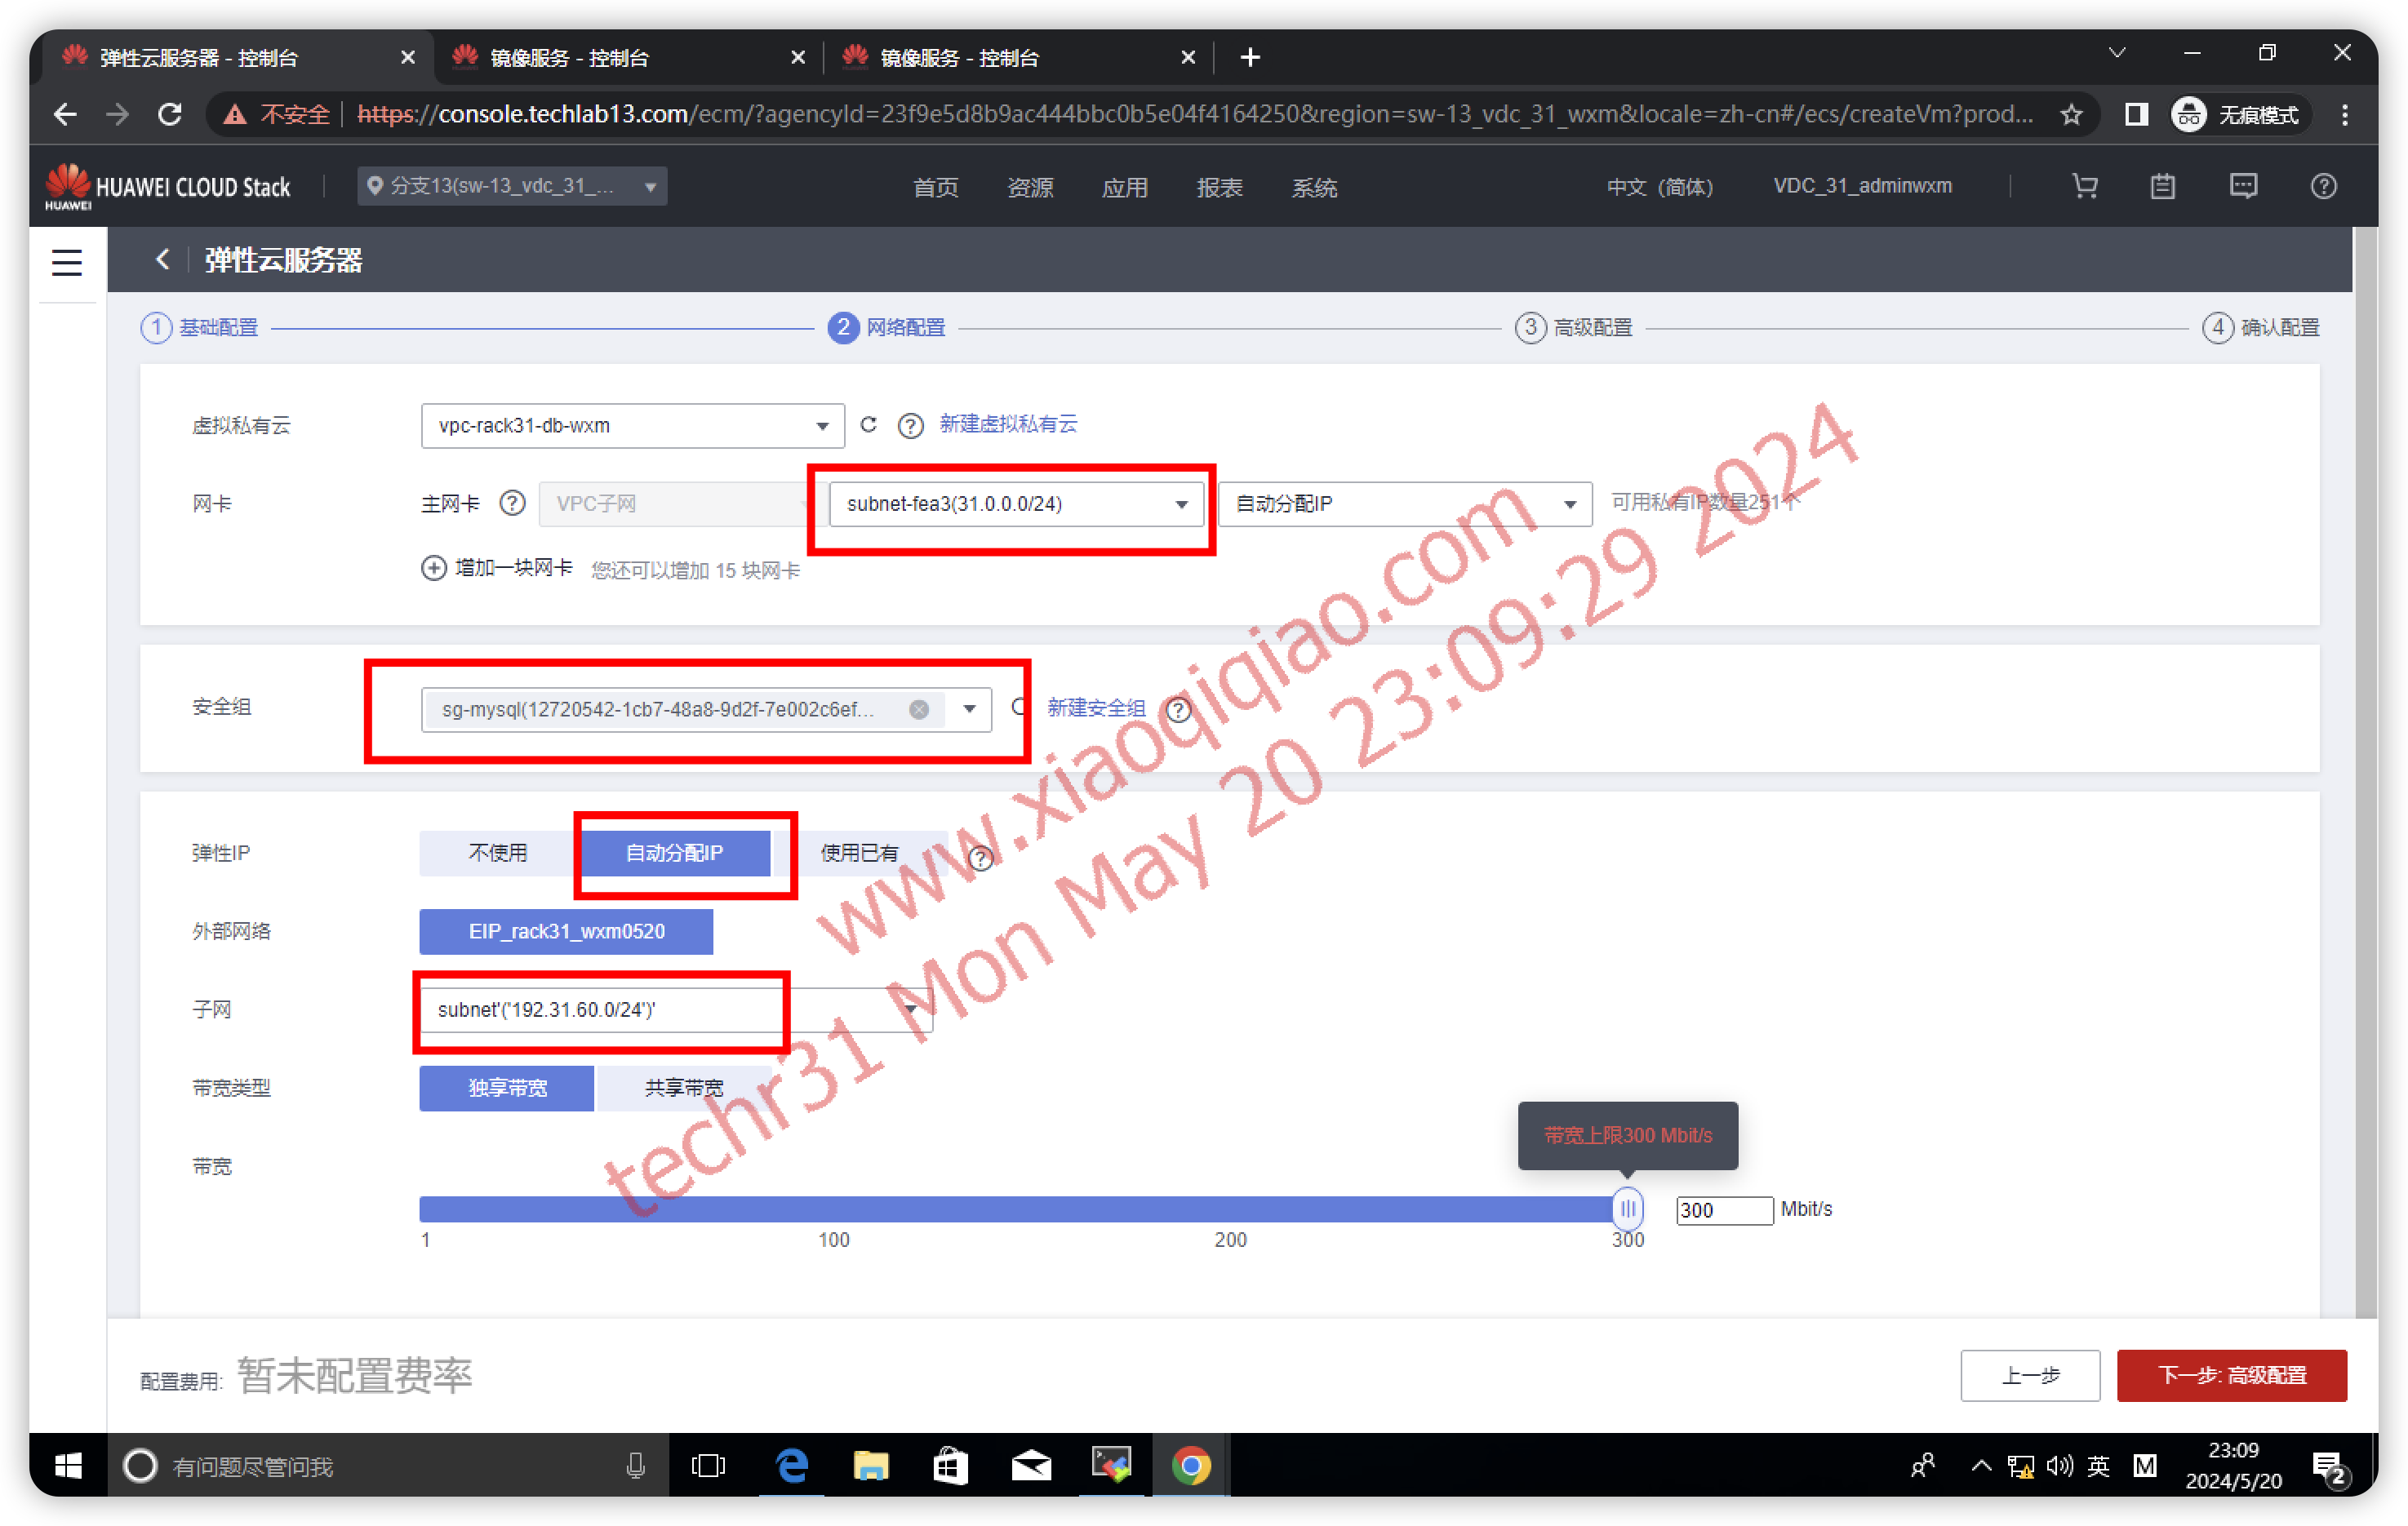 弹性云服务器 - 控制台
镜像服务 - 控制台
镜像服务 - 控制台
不安全 https://console.techlab13.com/ecm/?agencyId=23f9e5d8b9ac444bbc0b5e04f4164250&region=sw-13_vdc_31_wxm&locale=zh-cn#/ecs/createVm?prod...
无痕模式
HUAWEI
HUAWEI CLOUD Stack
分支13(sw-13_vdc_31_...
首页 资源 应用 报表 系统
中文（简体） VDC_31_adminwxm
弹性云服务器
1 基础配置 2 网络配置 3 高级配置 4 确认配置
虚拟私有云 vpc-rack31-db-wxm 新建虚拟私有云
网卡 主网卡 VPC子网 subnet-fea3(31.0.0.0/24) 自动分配IP 可用私有IP数量251个
增加一块网卡 您还可以增加 15 块网卡
安全组 sg-mysql(12720542-1cb7-48a8-9d2f-7e002c6ef... 新建安全组
弹性IP 不使用 自动分配IP 使用已有
外部网络 EIP_rack31_wxm0520
子网 subnet'('192.31.60.0/24')'
带宽类型 独享带宽 共享带宽
带宽上限300 Mbit/s
带宽
300 Mbit/s
1 100 200 300
www.xiaoqiqiao.com
techr31 Mon May 20 23:09:29 2024
配置费用: 暂未配置费率
上一步 下一步: 高级配置
有问题尽管问我
英 M
23:09
2024/5/20
2